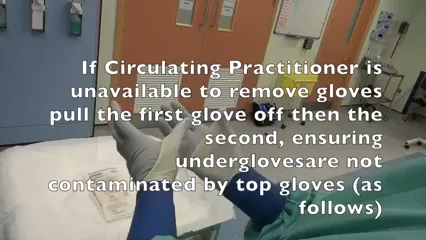 If Circulating Practitioner is
unavailable to remove gloves
pull the first glove off then the
second, ensuring
underglovesare not
contaminated by top gloves (as
follows)